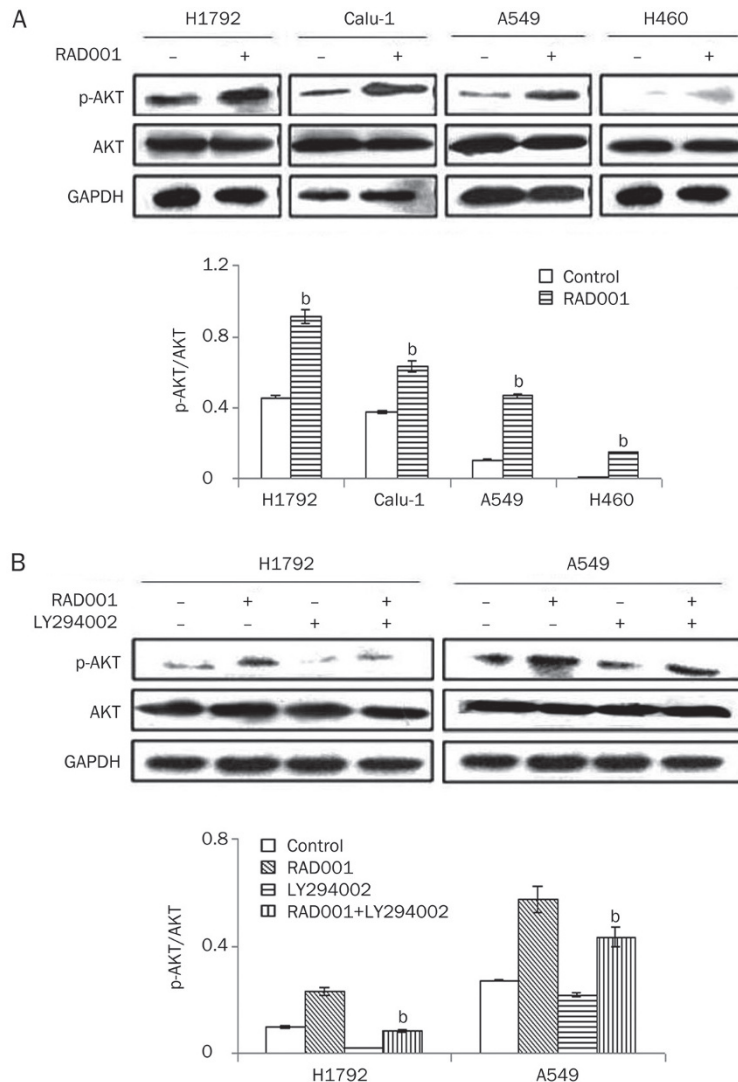 A
H1792 Calu-1 A549 H460
RAD001 – + – + – + – +
p-AKT
AKT
GAPDH
1.2
0.8
0.4
0
p-AKT/AKT
Control
RAD001
b b b b
H1792 Calu-1 A549 H460
B
H1792 A549
RAD001 – + – + – + – +
LY294002 – – + + – – + +
p-AKT
AKT
GAPDH
0.8
0.4
0
p-AKT/AKT
Control
RAD001
LY294002
RAD001+LY294002
b b
H1792 A549